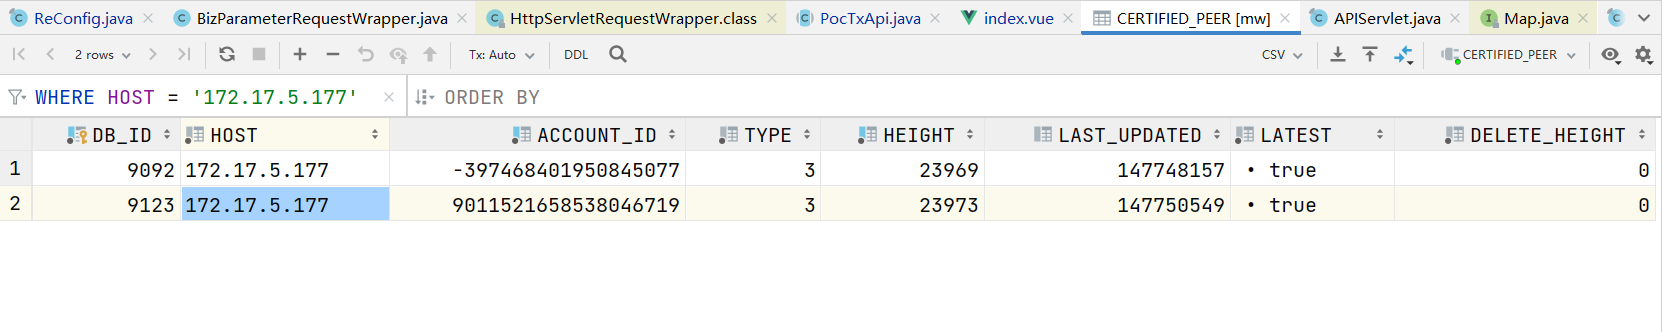 ReConfig.java BizParameterRequestWrapper.java HttpServletRequestWrapper.class PocTxApi.java index.vue CERTIFIED_PEER [mw] APIServlet.java Map.java
2 rows Tx: Auto DDL CSV CERTIFIED_PEER
WHERE HOST = '172.17.5.177' ORDER BY
DB_ID HOST ACCOUNT_ID TYPE HEIGHT LAST_UPDATED LATEST DELETE_HEIGHT
1 9092 172.17.5.177 -397468401950845077 3 23969 147748157 • true 0
2 9123 172.17.5.177 9011521658538046719 3 23973 147750549 • true 0